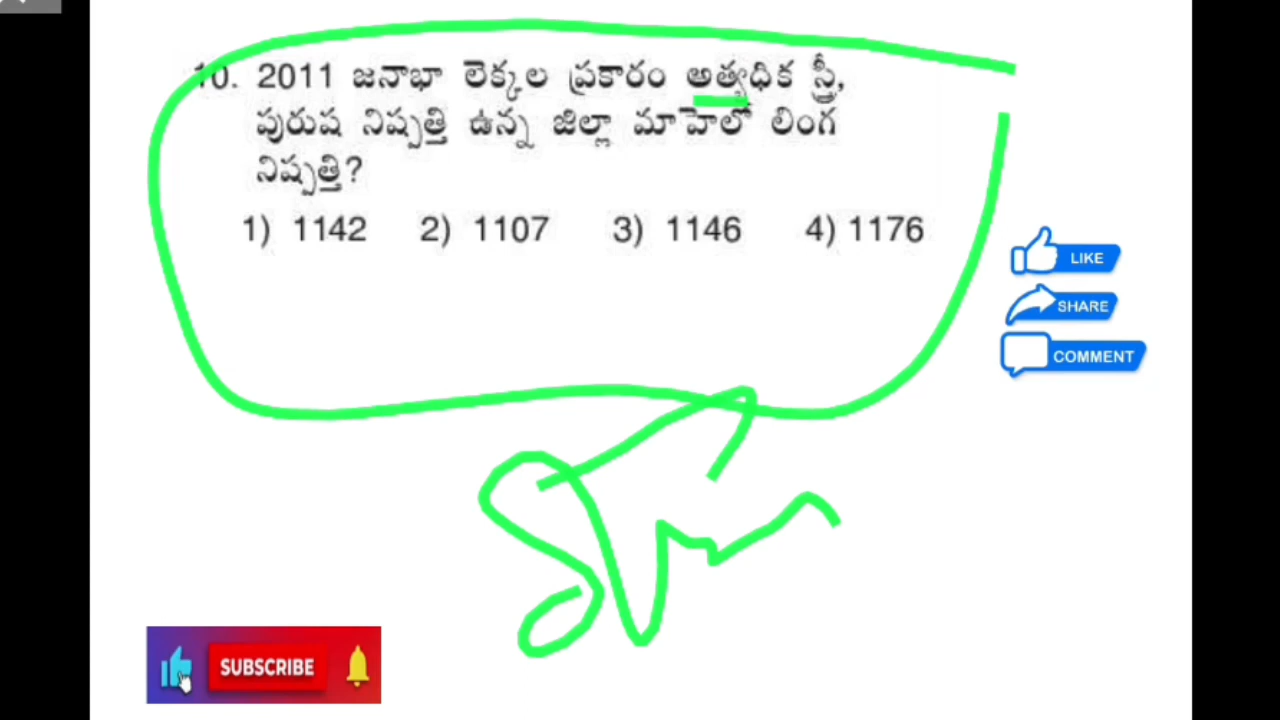 10. 2011 జనాభా లెక్కల ప్రకారం అత్యధిక స్త్రీ,
పురుష నిష్పత్తి ఉన్న జిల్లా మాహెలో లింగ
నిష్పత్తి?
1) 1142 2) 1107 3) 1146 4) 1176
LIKE
SHARE
COMMENT
SUBSCRIBE